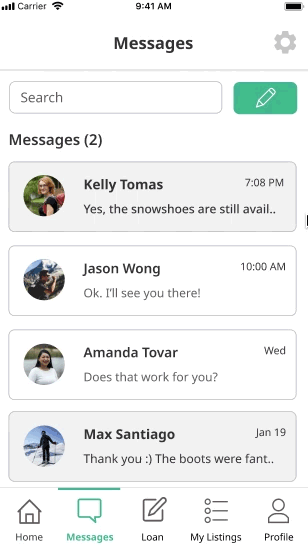 Carrier 9:41 AM
Messages
Search
Messages (2)
Kelly Tomas 7:08 PM
Yes, the snowshoes are still avail..
Jason Wong 10:00 AM
Ok. I'll see you there!
Amanda Tovar Wed
Does that work for you?
Max Santiago Jan 19
Thank you :) The boots were fant..
Home Messages Loan My Listings Profile